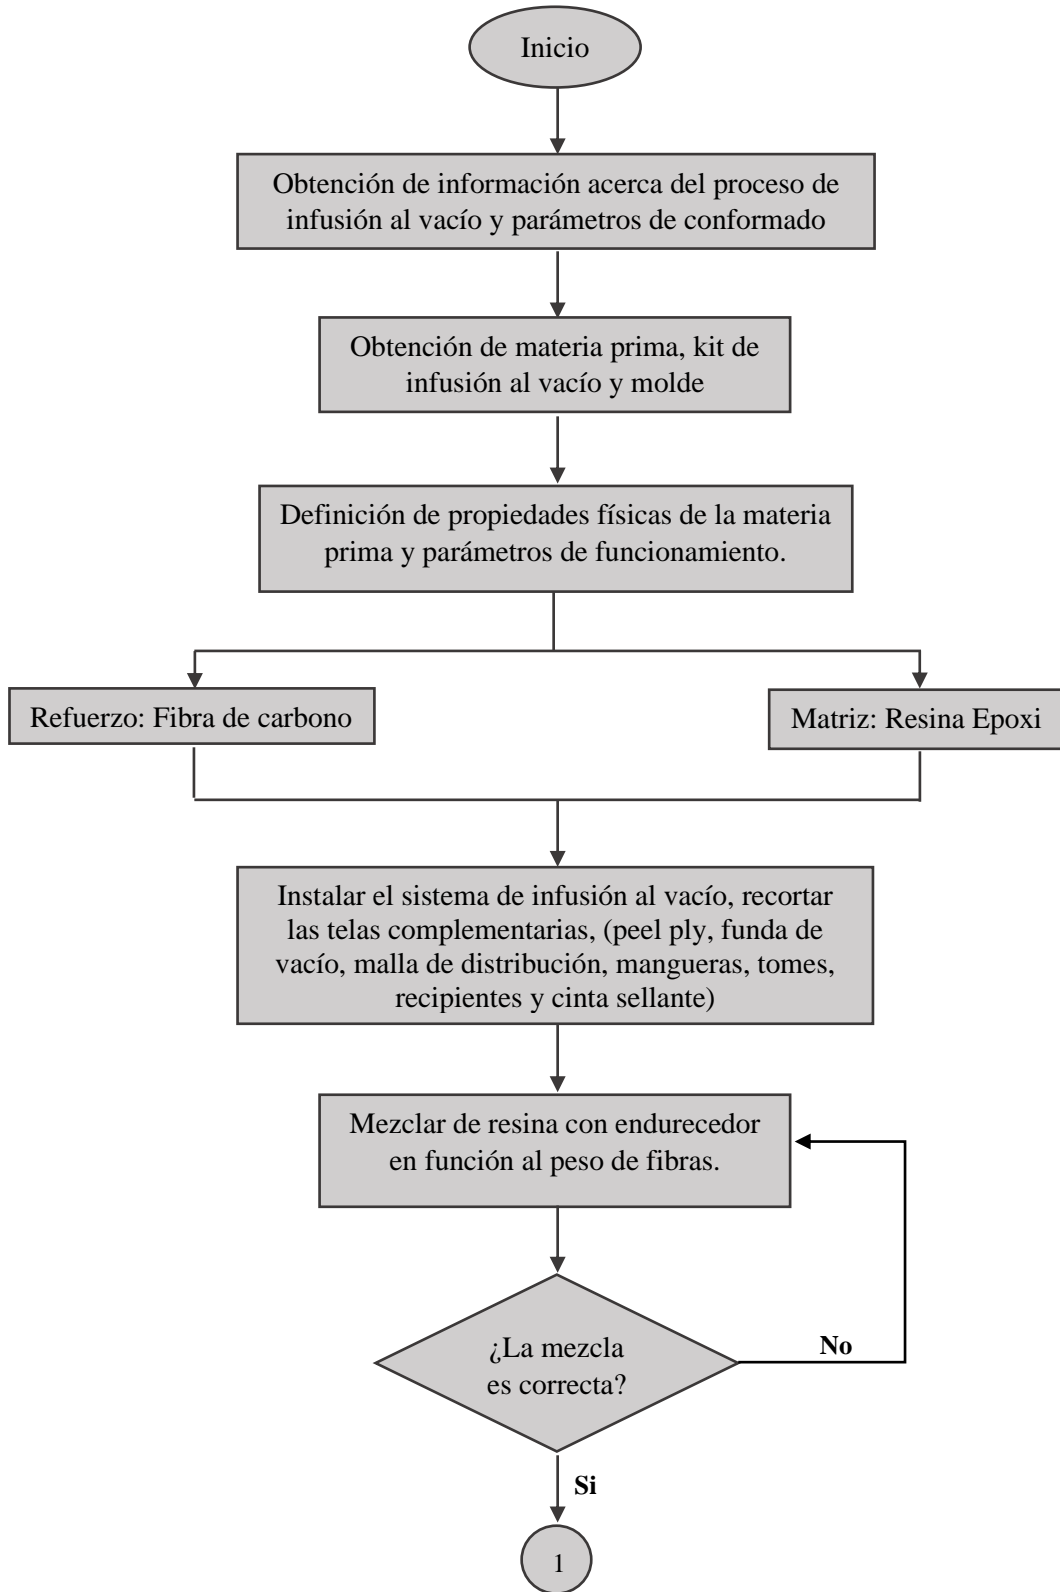 Inicio
Obtención de información acerca del proceso de
infusión al vacío y parámetros de conformado
Obtención de materia prima, kit de
infusión al vacío y molde
Definición de propiedades físicas de la materia
prima y parámetros de funcionamiento.
Refuerzo: Fibra de carbono
Matriz: Resina Epoxi
Instalar el sistema de infusión al vacío, recortar
las telas complementarias, (peel ply, funda de
vacío, malla de distribución, mangueras, tomes,
recipientes y cinta sellante)
Mezclar de resina con endurecedor
en función al peso de fibras.
¿La mezcla
es correcta?
No
Si
1